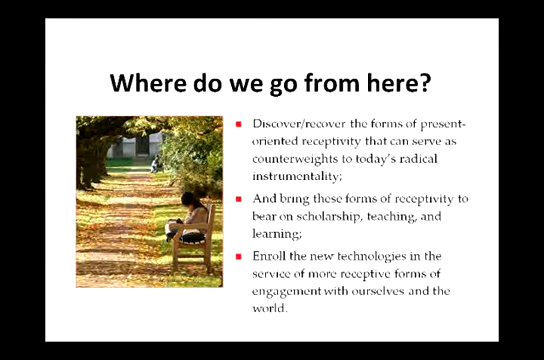 Where do we go from here?
Discover/recover the forms of present-
oriented receptivity that can serve as
counterweights to today's radical
instrumentality;
And bring these forms of receptivity to
bear on scholarship, teaching, and
learning;
Enroll the new technologies in the
service of more receptive forms of
engagement with ourselves and the
world.